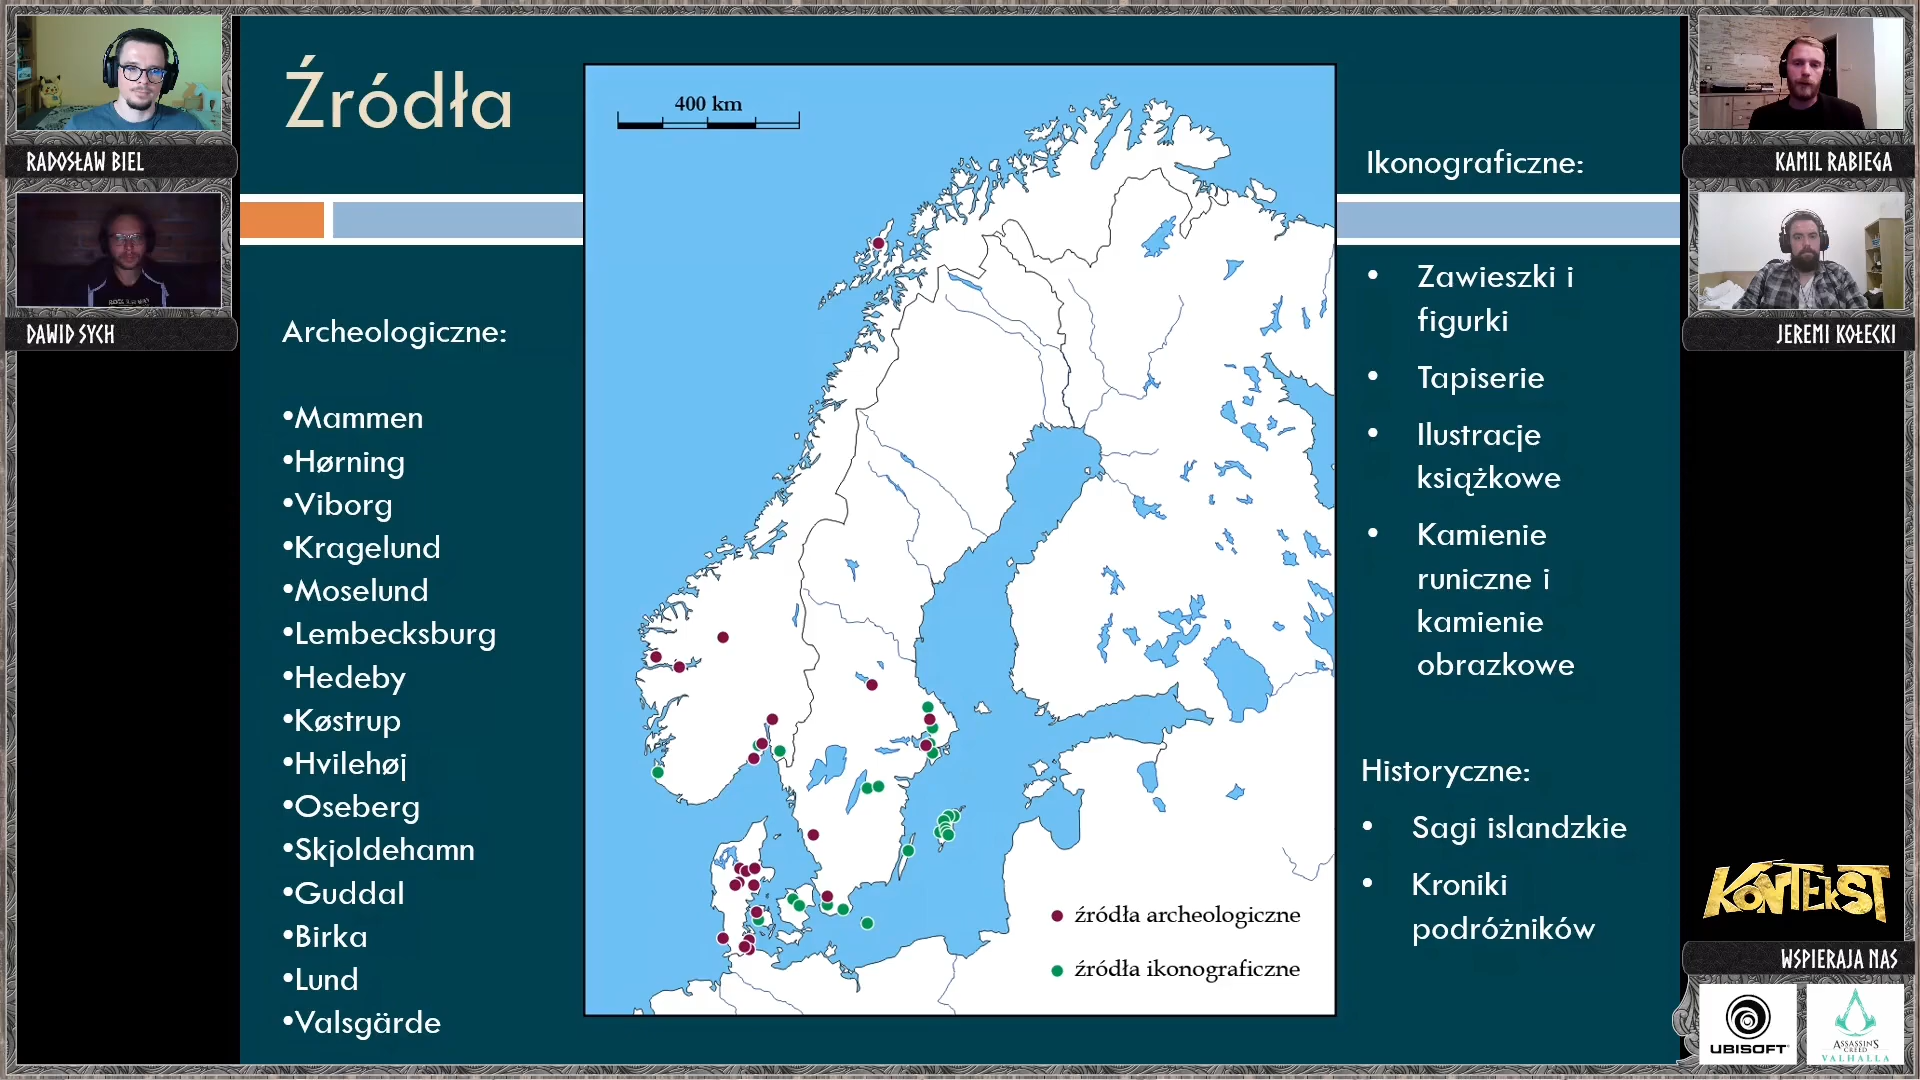 RADOSŁAW BIEL
DAWID SYCH
Źródła
Archeologiczne:
•Mammen
•Hørning
•Viborg
•Kragelund
•Moselund
•Lembecksburg
•Hedeby
•Køstrup
•Hvilehøj
•Oseberg
•Skjoldehamn
•Guddal
•Birka
•Lund
•Valsgärde
400 km
źródła archeologiczne
źródła ikonograficzne
Ikonograficzne:
• Zawieszki i
figurki
• Tapiserie
• Ilustracje
książkowe
• Kamienie
runiczne i
kamienie
obrazkowe
Historyczne:
• Sagi islandzkie
• Kroniki
podróżników
KAMIL RABIEGA
JEREMI KOŁECKI
KONTEKST
WSPIERAJA NAS
UBISOFT
ASSASSIN'S
CREED
VALHALLA